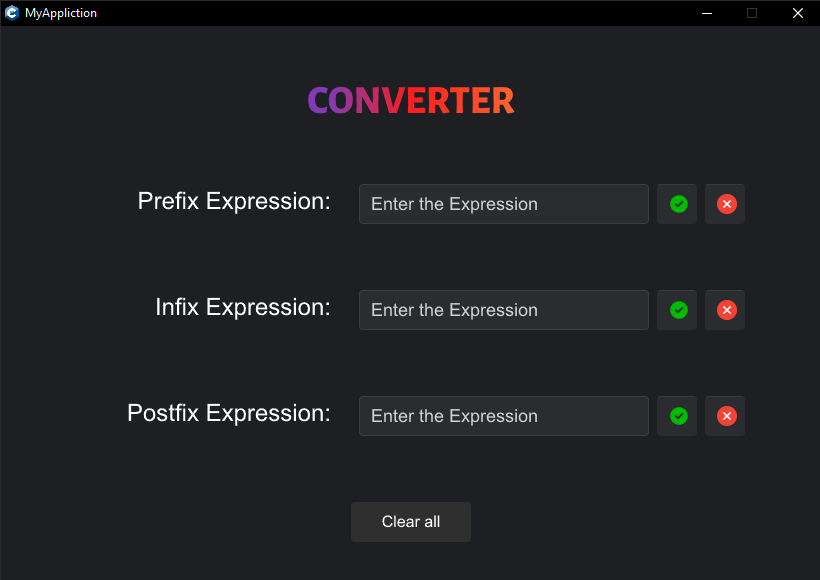 MyAppliction
CONVERTER
Prefix Expression:
Enter the Expression
Infix Expression:
Enter the Expression
Postfix Expression:
Enter the Expression
Clear all